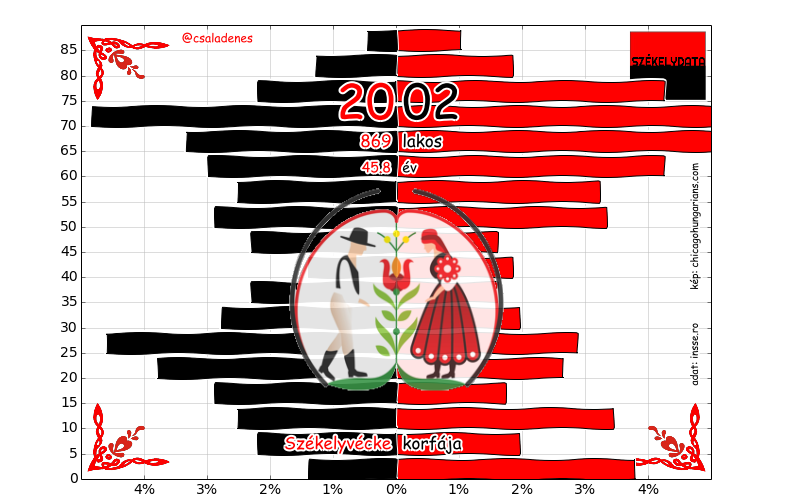 @csaladenes
SZÉKELYDATA
2002
869 lakos
45.8 év
kép: chicagohungarians.com
adat: insse.ro
Székelyvécke korfája
85
80
75
70
65
60
55
50
45
40
35
30
25
20
15
10
5
0
4% 3% 2% 1% 0% 1% 2% 3% 4%